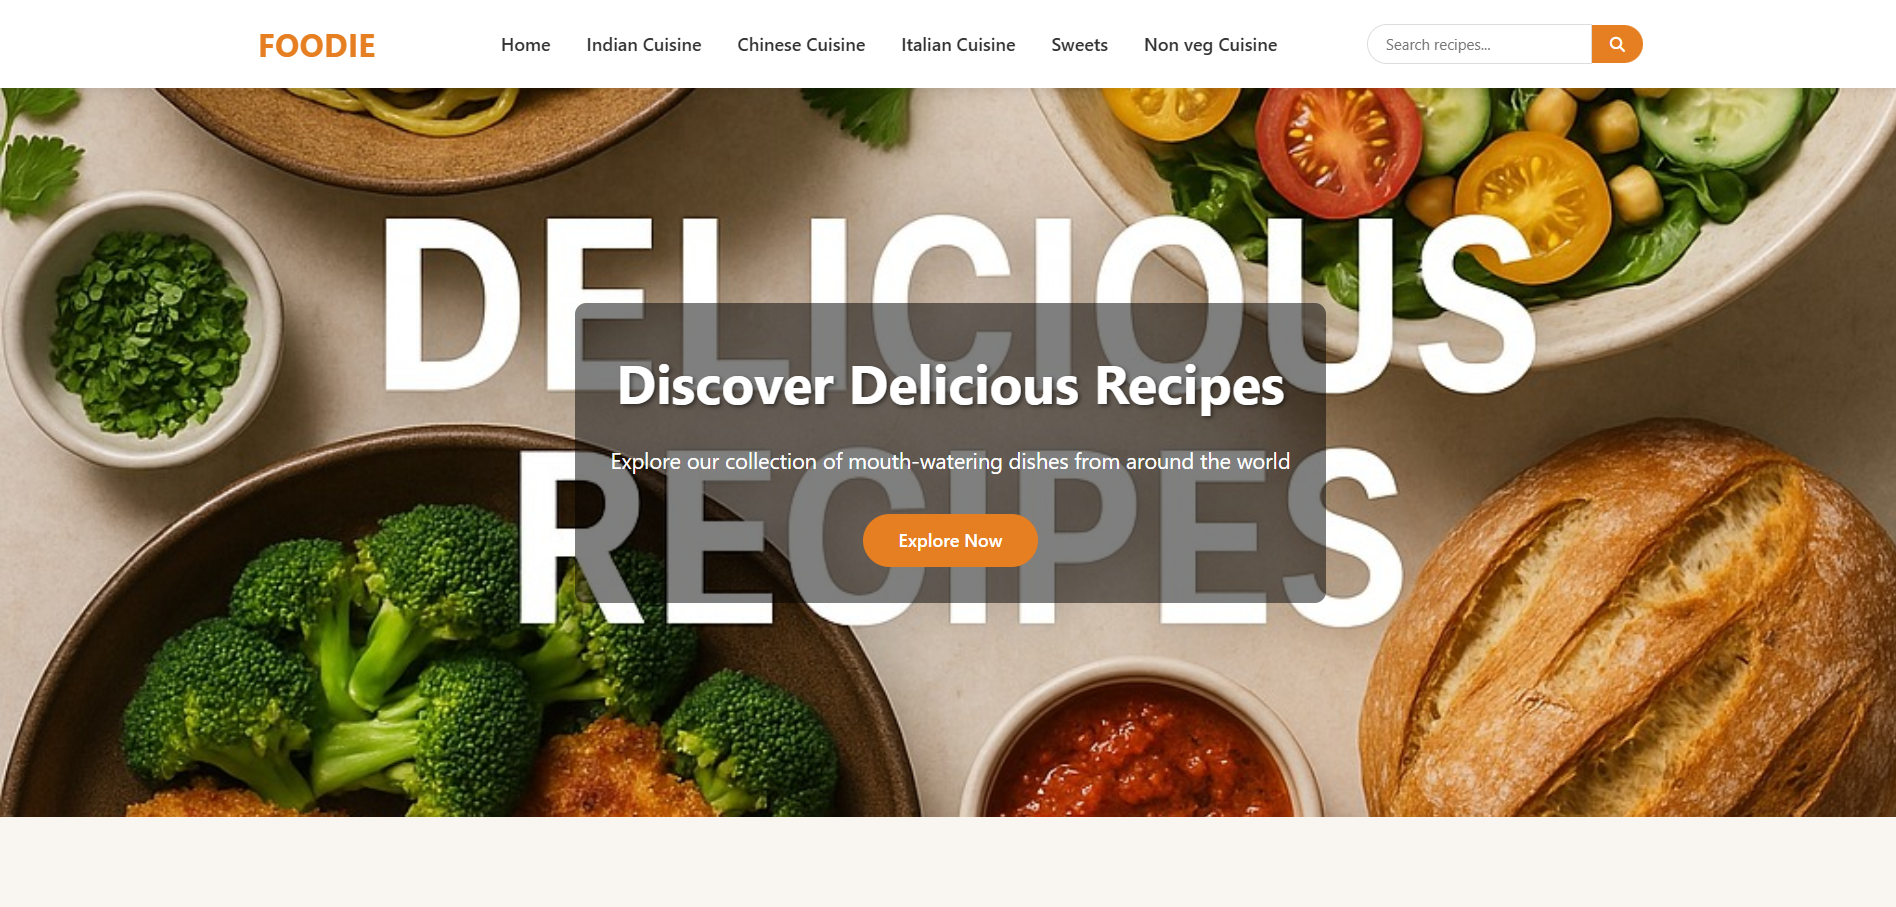 FOODIE
Home Indian Cuisine Chinese Cuisine Italian Cuisine Sweets Non veg Cuisine
Search recipes...
DELICIOUS
RECIPES
Discover Delicious Recipes
Explore our collection of mouth-watering dishes from around the world
Explore Now